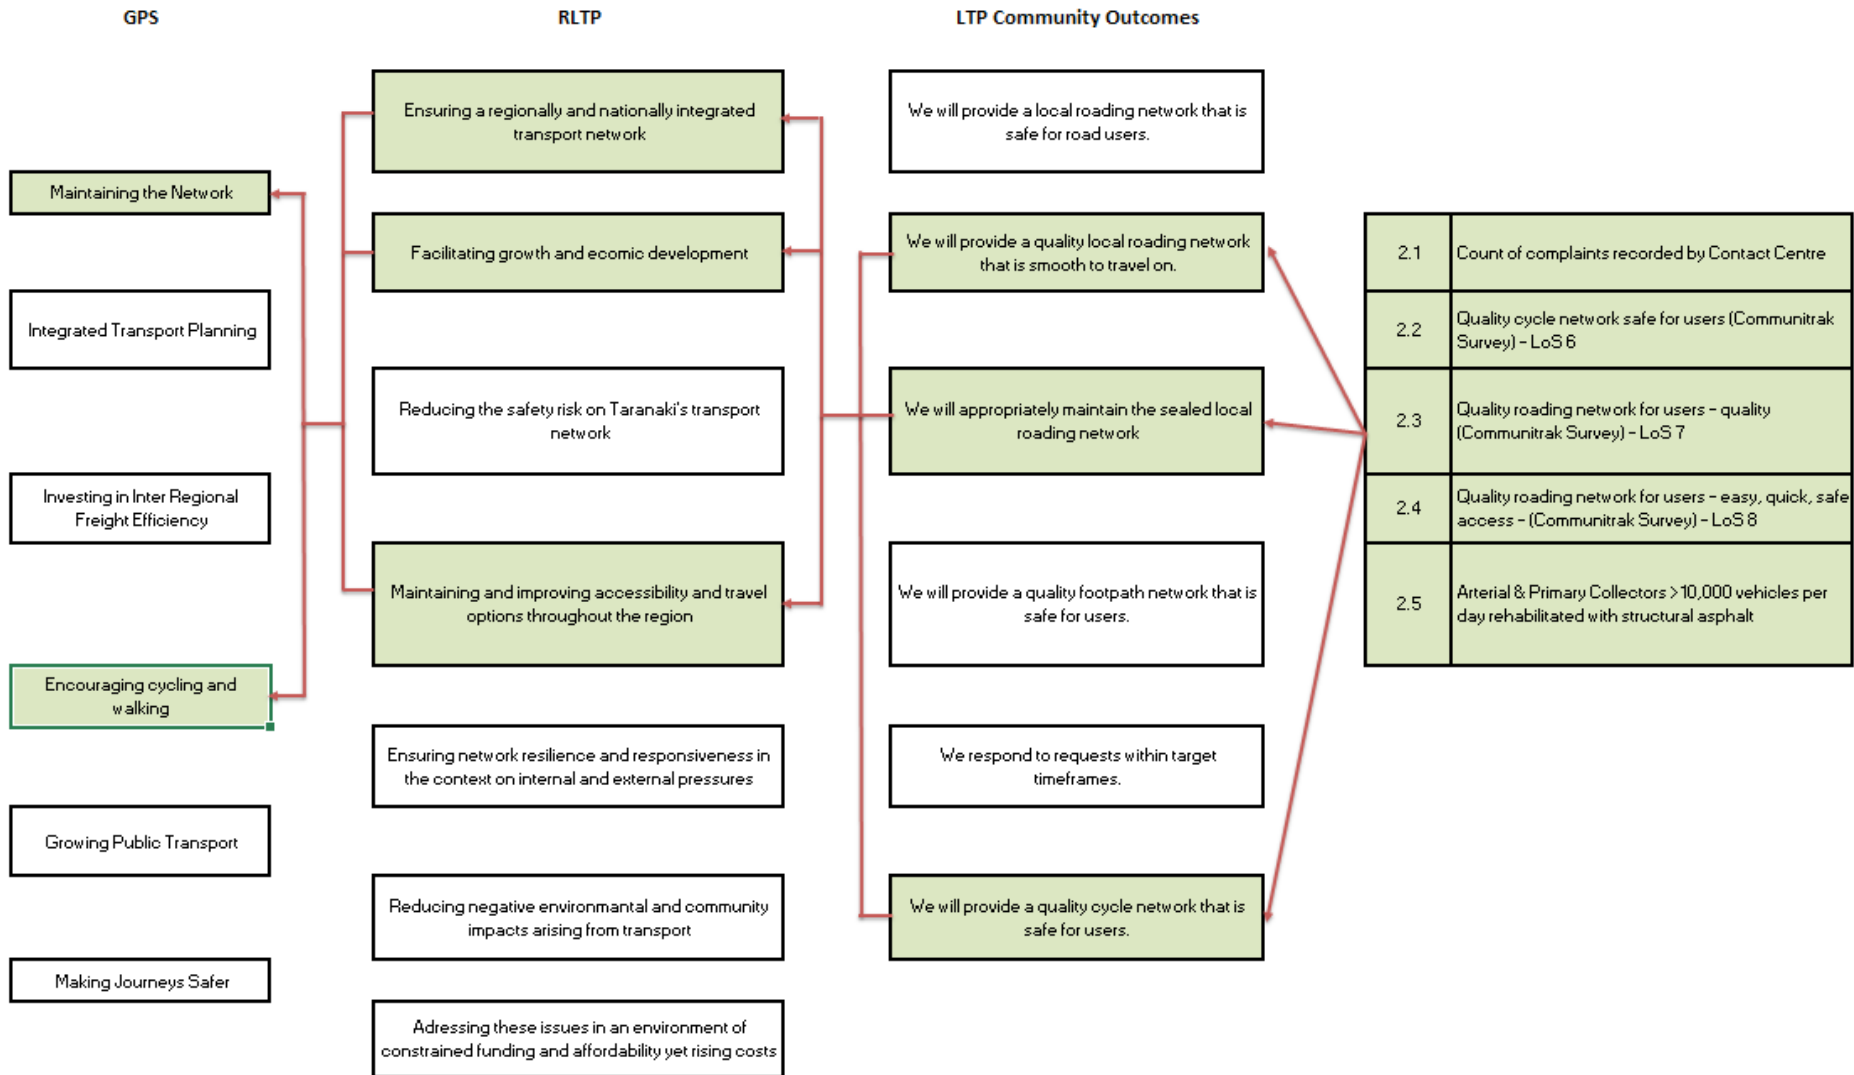 GPS
RLTP
LTP Community Outcomes
Maintaining the Network
Integrated Transport Planning
Investing in Inter Regional
Freight Efficiency
Encouraging cycling and
walking
Growing Public Transport
Making Journeys Safer
Ensuring a regionally and nationally integrated
transport network
Facilitating growth and ecomic development
Reducing the safety risk on Taranaki's transport
network
Maintaining and improving accessibility and travel
options throughout the region
Ensuring network resilience and responsiveness in
the context on internal and external pressures
Reducing negative environmantal and community
impacts arising from transport
Adressing these issues in an environment of
constrained funding and affordability yet rising costs
We will provide a local roading network that is
safe for road users.
We will provide a quality local roading network
that is smooth to travel on.
We will appropriately maintain the sealed local
roading network
We will provide a quality footpath network that is
safe for users.
We respond to requests within target
timeframes.
We will provide a quality cycle network that is
safe for users.
2.1
Count of complaints recorded by Contact Centre
2.2
Quality cycle network safe for users (Communitrak
Survey) - LoS 6
2.3
Quality roading network for users - quality
(Communitrak Survey) - LoS 7
2.4
Quality roading network for users - easy, quick, safe
access - (Communitrak Survey) - LoS 8
2.5
Arterial & Primary Collectors >10,000 vehicles per
day rehabilitated with structural asphalt